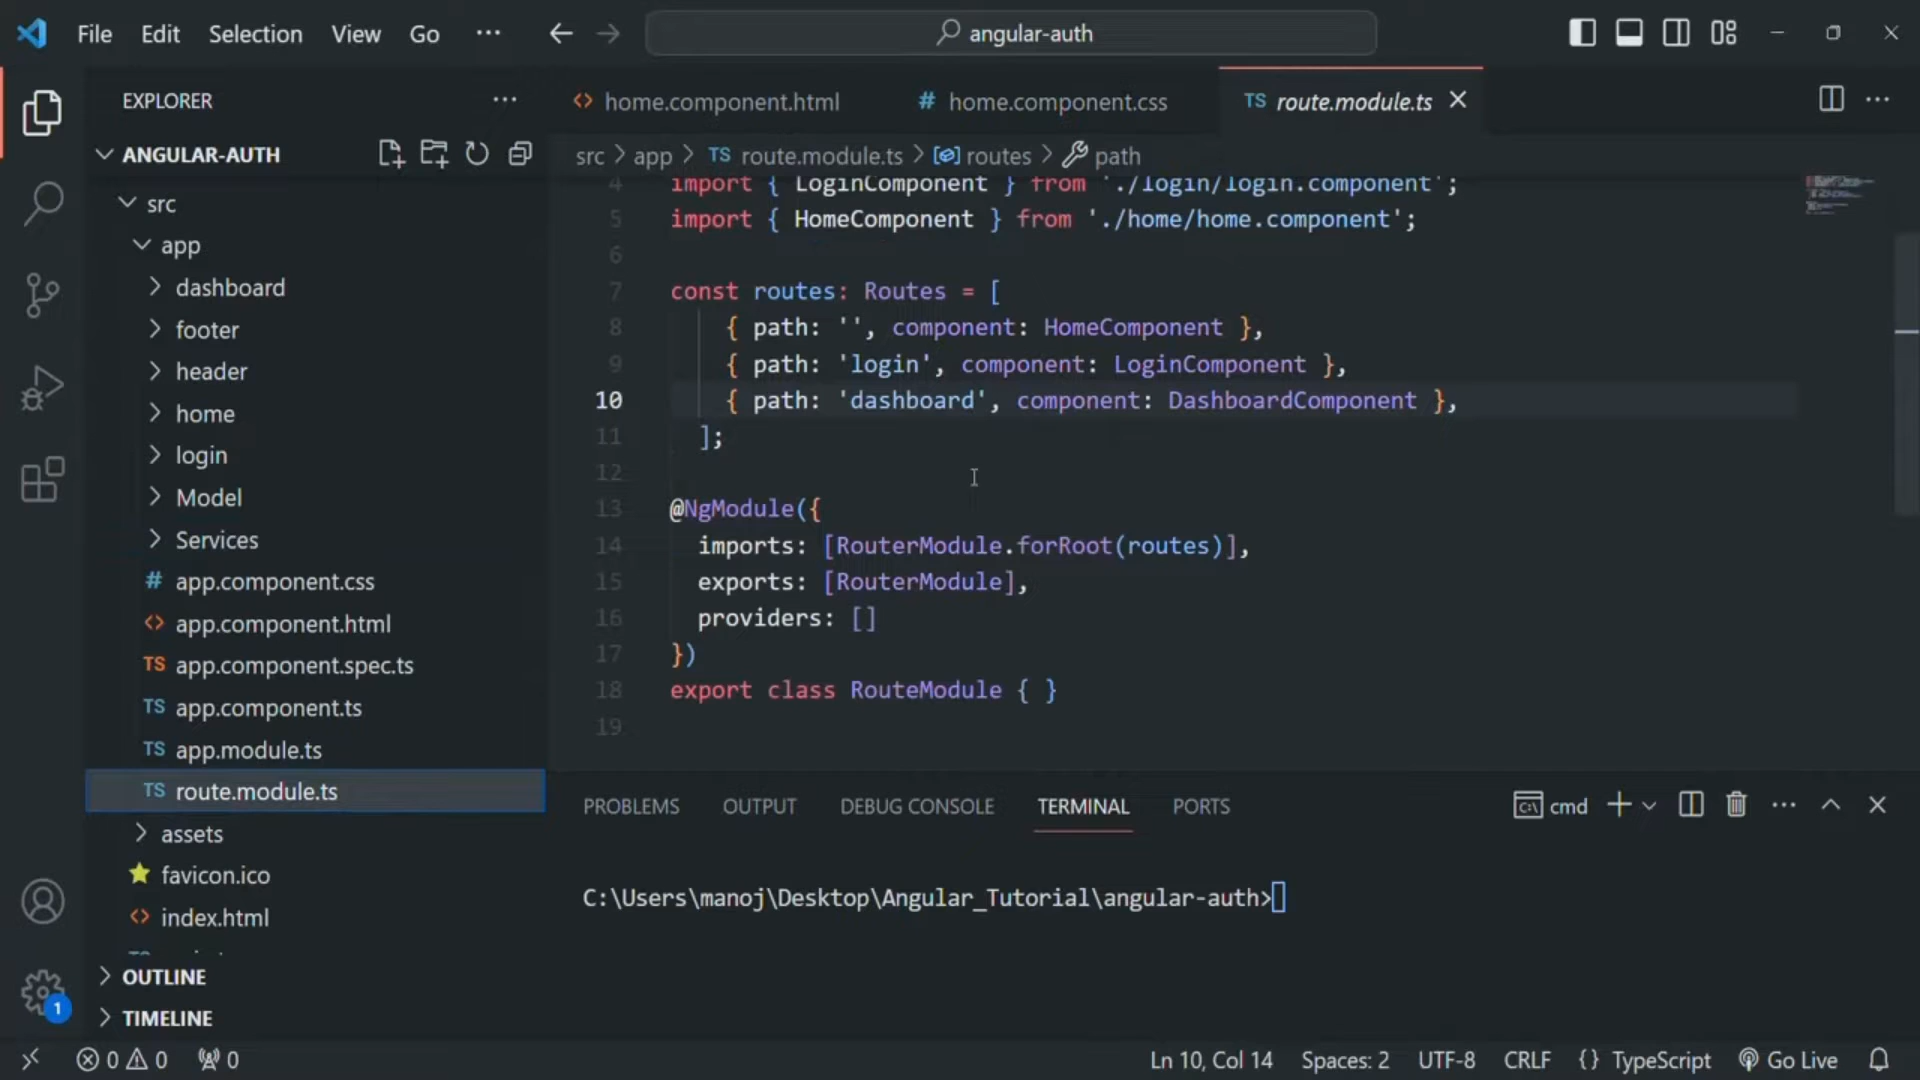 File Edit Selection View Go ··· angular-auth
EXPLORER
ANGULAR-AUTH
src
app
dashboard
footer
header
home
login
Model
Services
# app.component.css
<> app.component.html
TS app.component.spec.ts
TS app.component.ts
TS app.module.ts
TS route.module.ts
assets
favicon.ico
<> index.html
OUTLINE
TIMELINE
<> home.component.html # home.component.css TS route.module.ts
src > app > TS route.module.ts > routes > path
4 import { LoginComponent } from './login/login.component';
5 import { HomeComponent } from './home/home.component';
6
7 const routes: Routes = [
8 { path: '', component: HomeComponent },
9 { path: 'login', component: LoginComponent },
10 { path: 'dashboard', component: DashboardComponent },
11 ];
12
13 @NgModule({
14 imports: [RouterModule.forRoot(routes)],
15 exports: [RouterModule],
16 providers: []
17 })
18 export class RouteModule { }
19
PROBLEMS OUTPUT DEBUG CONSOLE TERMINAL PORTS cmd
C:\Users\manoj\Desktop\Angular_Tutorial\angular-auth>
1
0 0 0 Ln 10, Col 14 Spaces: 2 UTF-8 CRLF {} TypeScript Go Live